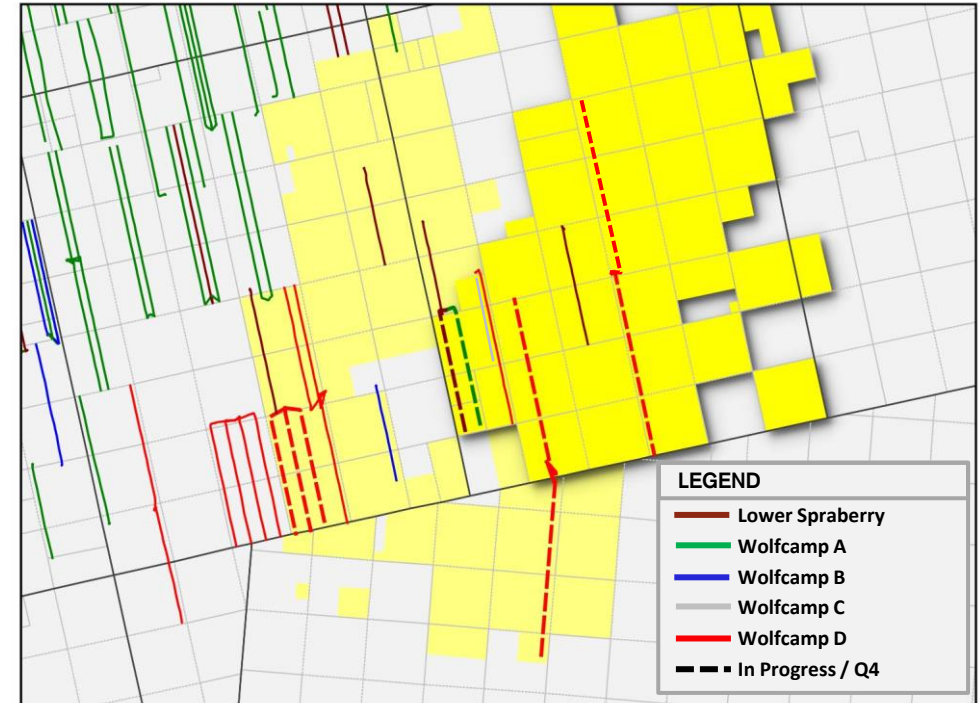 LEGEND
Lower Spraberry
Wolfcamp A
Wolfcamp B
Wolfcamp C
Wolfcamp D
In Progress / Q4